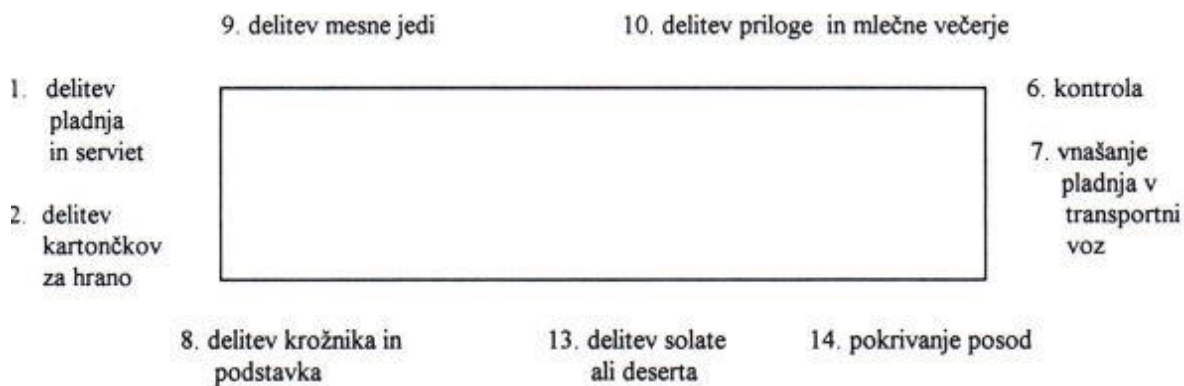 9. delitev mesne jedi
10. delitev priloge in mlečne večerje
1. delitev
pladnja
in serviet
2. delitev
kartončkov
za hrano
6. kontrola
7. vnašanje
pladnja v
transportni
voz
8. delitev krožnika in
podstavka
13. delitev solate
ali deserta
14. pokrivanje posod